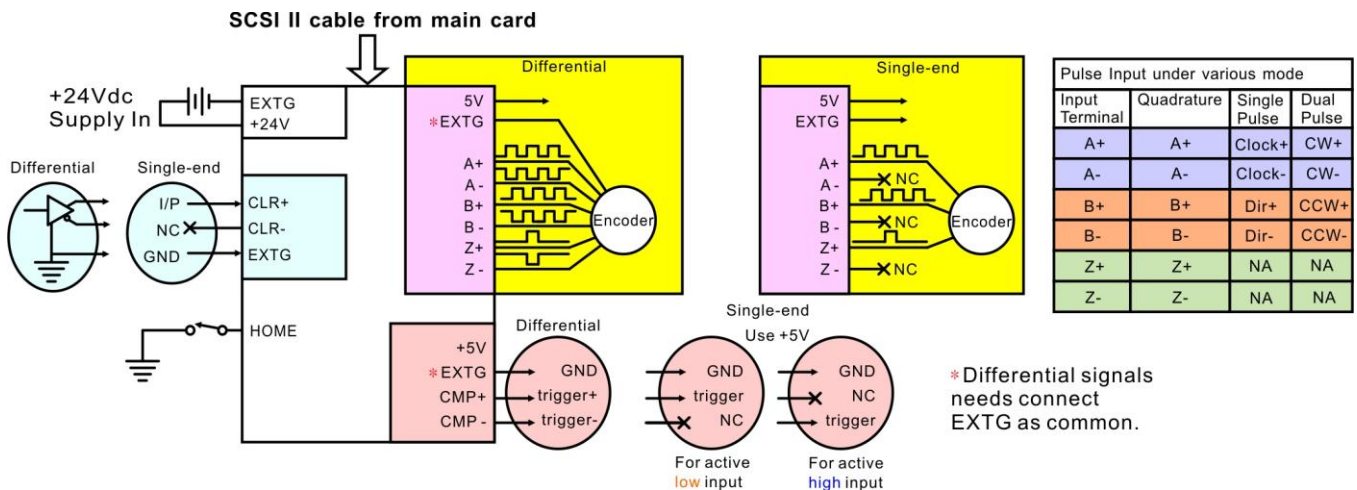 SCSI II cable from main card
+24Vdc
Supply In
EXTG
+24V
Differential
Single-end
I/P
NC
GND
CLR+
CLR-
EXTG
HOME
Differential
5V
*EXTG
A+
A-
B+
B-
Z+
Z-
Encoder
+5V
*EXTG
CMP+
CMP-
Differential
GND
trigger+
trigger-
Single-end
5V
EXTG
A+
A-
NC
B+
B-
NC
Z+
Z-
NC
Encoder
Single-end
Use +5V
GND
trigger
NC
For active
low input
GND
NC
trigger
For active
high input
Pulse Input under various mode
Input Terminal Quadrature Single Pulse Dual Pulse
A+ A+ Clock+ CW+
A- A- Clock- CW-
B+ B+ Dir+ CCW+
B- B- Dir- CCW-
Z+ Z+ NA NA
Z- Z- NA NA
*Differential signals
needs connect
EXTG as common.